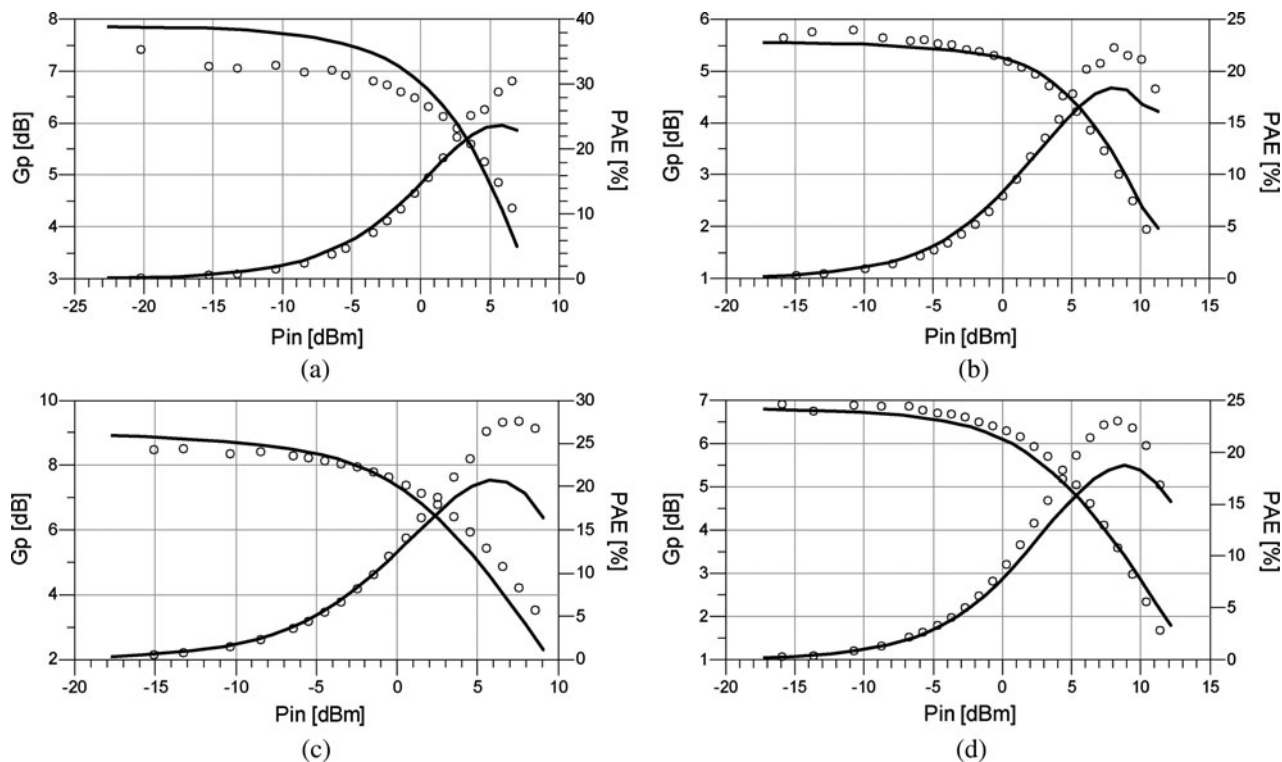 8 7 6 5 4 3
Gp [dB]
40 30 20 10 0
PAE [%]
-25 -20 -15 -10 -5 0 5 10
Pin [dBm]
(a)
6 5 4 3 2 1
Gp [dB]
25 20 15 10 5 0
PAE [%]
-20 -15 -10 -5 0 5 10 15
Pin [dBm]
(b)
10 8 6 4 2
Gp [dB]
30 25 20 15 10 5 0
PAE [%]
-20 -15 -10 -5 0 5 10
Pin [dBm]
(c)
7 6 5 4 3 2 1
Gp [dB]
25 20 15 10 5 0
PAE [%]
-20 -15 -10 -5 0 5 10 15
Pin [dBm]
(d)